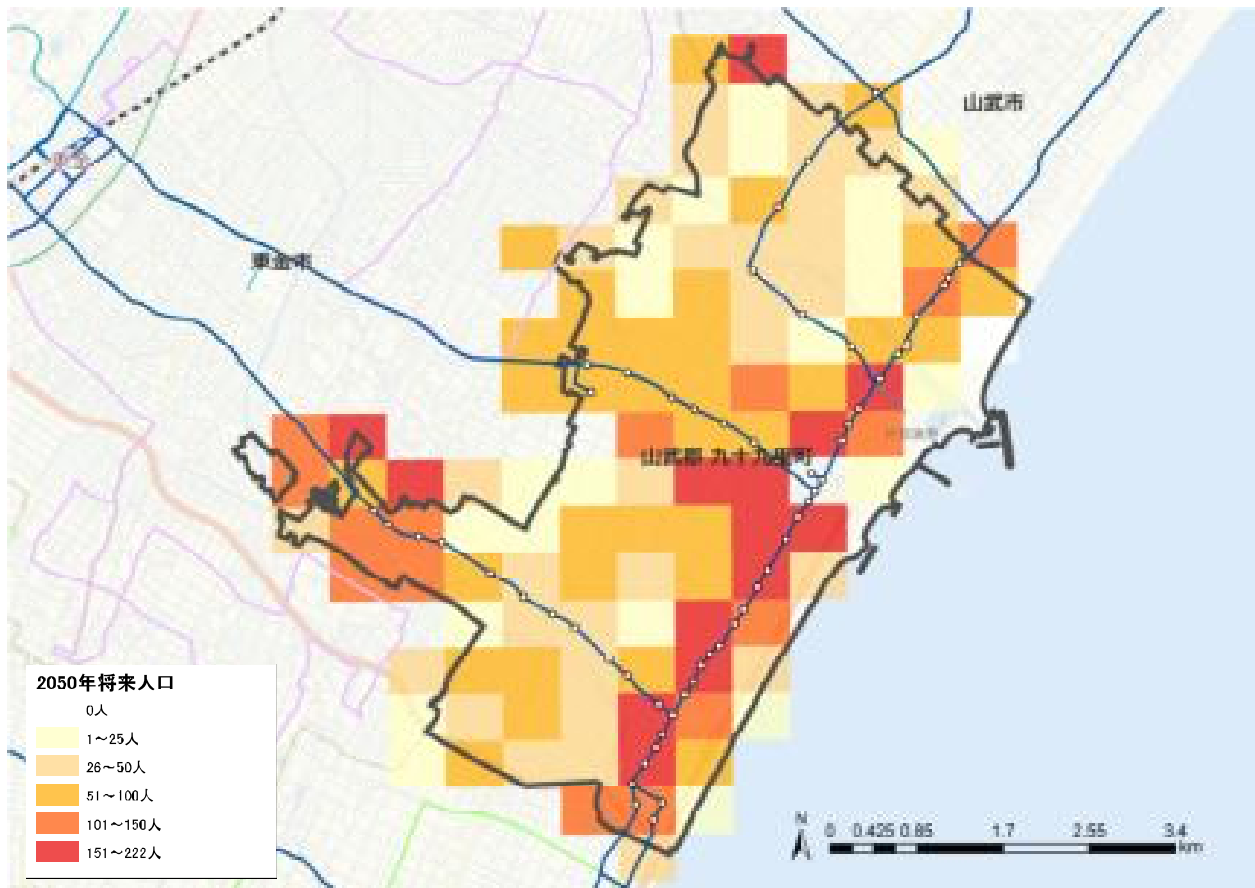 山武市
東金
東金市
山武郡 九十九里町
2050年将来人口
0人
1～25人
26～50人
51～100人
101～150人
151～222人
N
0 0.425 0.85 1.7 2.55 3.4
km